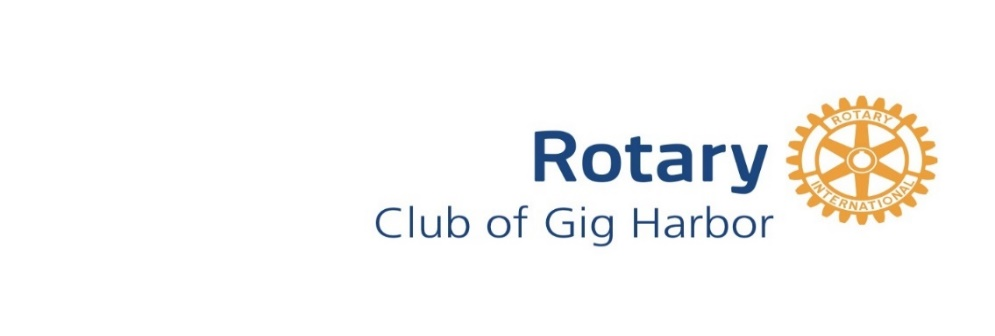 Rotary
Club of Gig Harbor
ROTARY
INTERNATIONAL